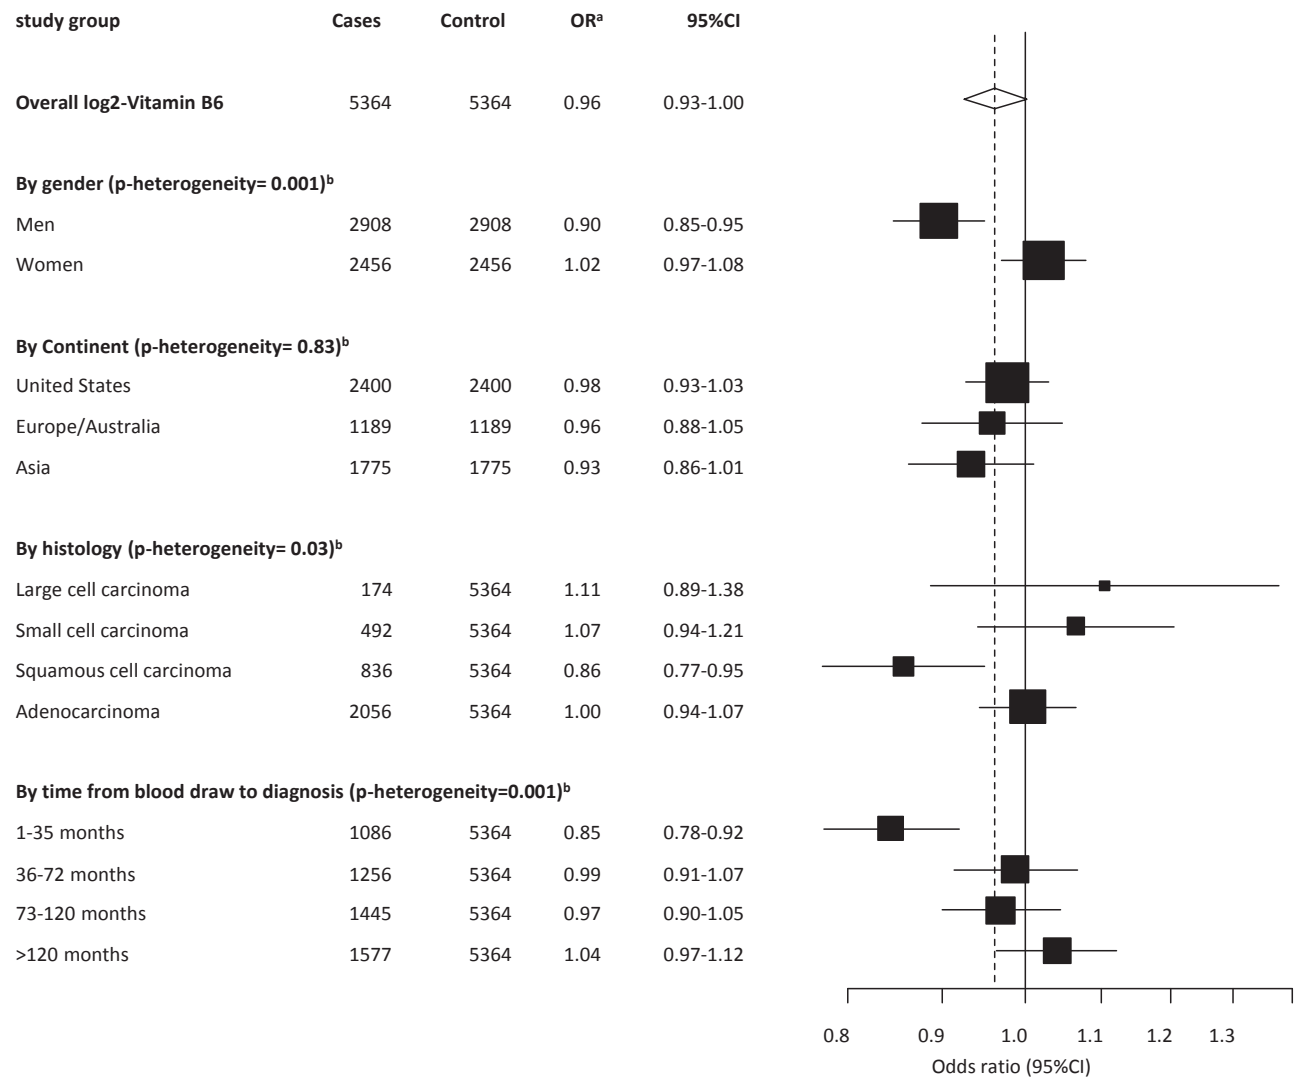 study group Cases Control ORᵃ 95%CI
Overall log2-Vitamin B6 5364 5364 0.96 0.93-1.00
By gender (p-heterogeneity= 0.001)ᵇ
Men 2908 2908 0.90 0.85-0.95
Women 2456 2456 1.02 0.97-1.08
By Continent (p-heterogeneity= 0.83)ᵇ
United States 2400 2400 0.98 0.93-1.03
Europe/Australia 1189 1189 0.96 0.88-1.05
Asia 1775 1775 0.93 0.86-1.01
By histology (p-heterogeneity= 0.03)ᵇ
Large cell carcinoma 174 5364 1.11 0.89-1.38
Small cell carcinoma 492 5364 1.07 0.94-1.21
Squamous cell carcinoma 836 5364 0.86 0.77-0.95
Adenocarcinoma 2056 5364 1.00 0.94-1.07
By time from blood draw to diagnosis (p-heterogeneity=0.001)ᵇ
1-35 months 1086 5364 0.85 0.78-0.92
36-72 months 1256 5364 0.99 0.91-1.07
73-120 months 1445 5364 0.97 0.90-1.05
>120 months 1577 5364 1.04 0.97-1.12
0.8 0.9 1.0 1.1 1.2 1.3
Odds ratio (95%CI)